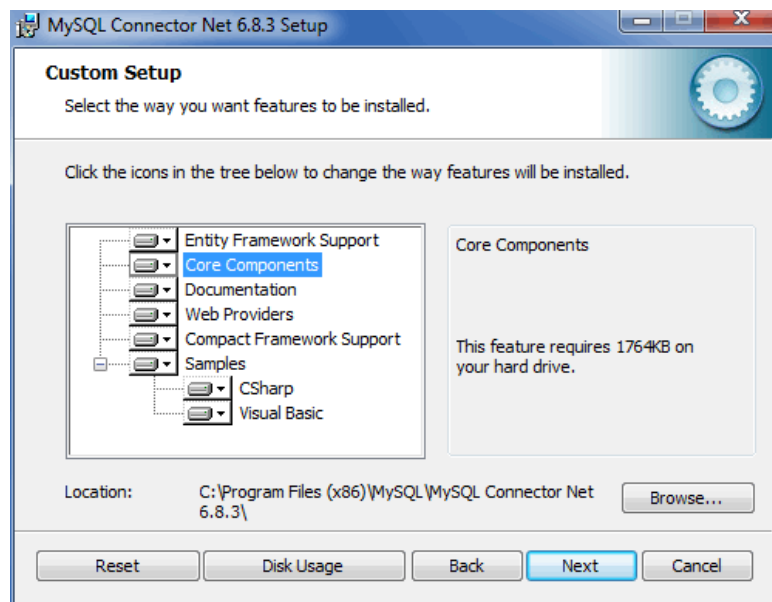 MySQL Connector Net 6.8.3 Setup
Custom Setup
Select the way you want features to be installed.
Click the icons in the tree below to change the way features will be installed.
Entity Framework Support
Core Components
Documentation
Web Providers
Compact Framework Support
Samples
CSharp
Visual Basic
Core Components
This feature requires 1764KB on
your hard drive.
Location:
C:\Program Files (x86)\MySQL\MySQL Connector Net
6.8.3\
Browse...
Reset
Disk Usage
Back
Next
Cancel